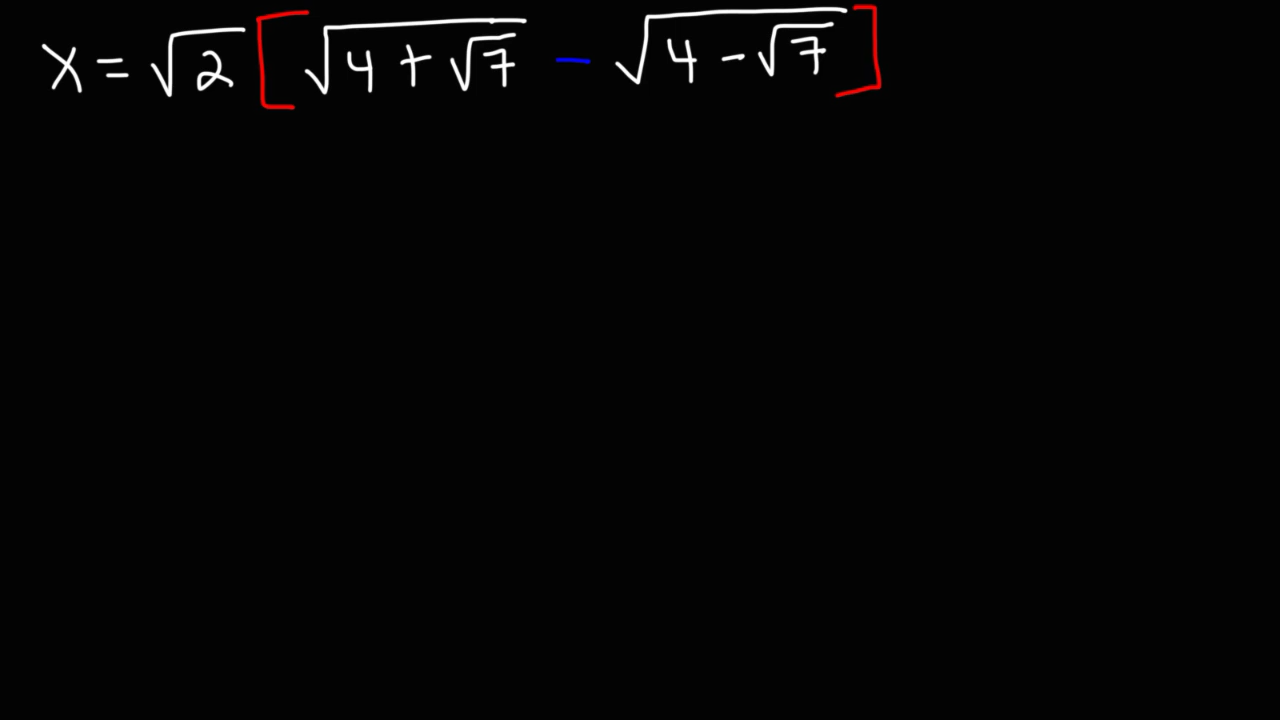 x = √2 [ √(4 + √7) - √(4 - √7) ]